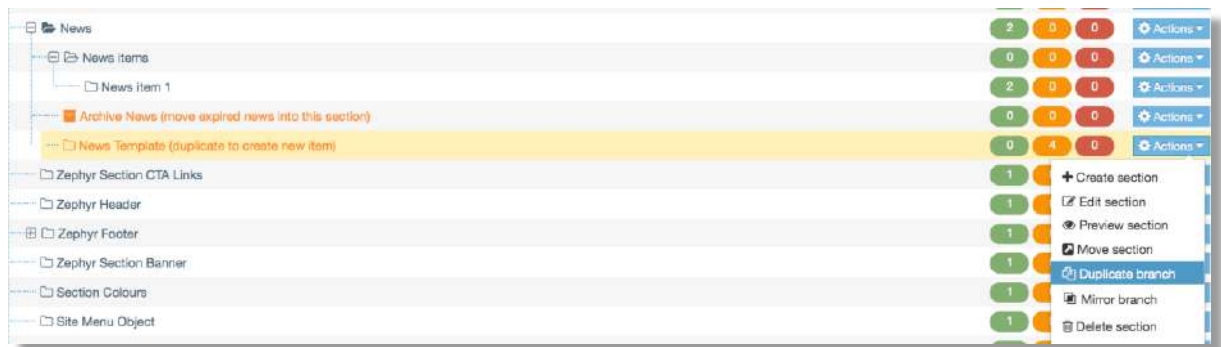 News 2 0 0 Actions
News items 0 0 0 Actions
News item 1 2 0 0 Actions
Archive News (move expired news into this section) 0 0 0 Actions
News Template (duplicate to create new item) 0 4 0 Actions
Zephyr Section CTA Links 1
Create section
Edit section
Zephyr Header 1
Preview section
Zephyr Footer 1
Move section
Zephyr Section Banner 1
Duplicate branch
Section Colours 1
Mirror branch
Site Menu Object 1
Delete section